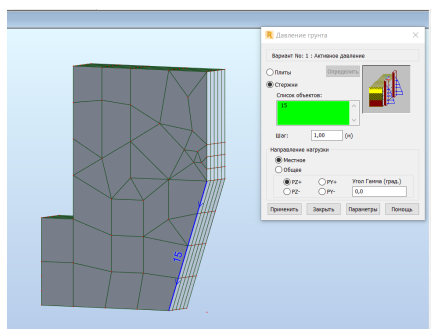 Давление грунта
Вариант No: 1 : Активное давление
Плиты
Определить
Стержни
Список объектов:
15
Шаг: 1,00 (м)
Направление нагрузки
Местное
Общее
PZ+ PY+ Угол Гамма (град.)
PZ- PY- 0,0
Применить Закрыть Параметры Помощь
15